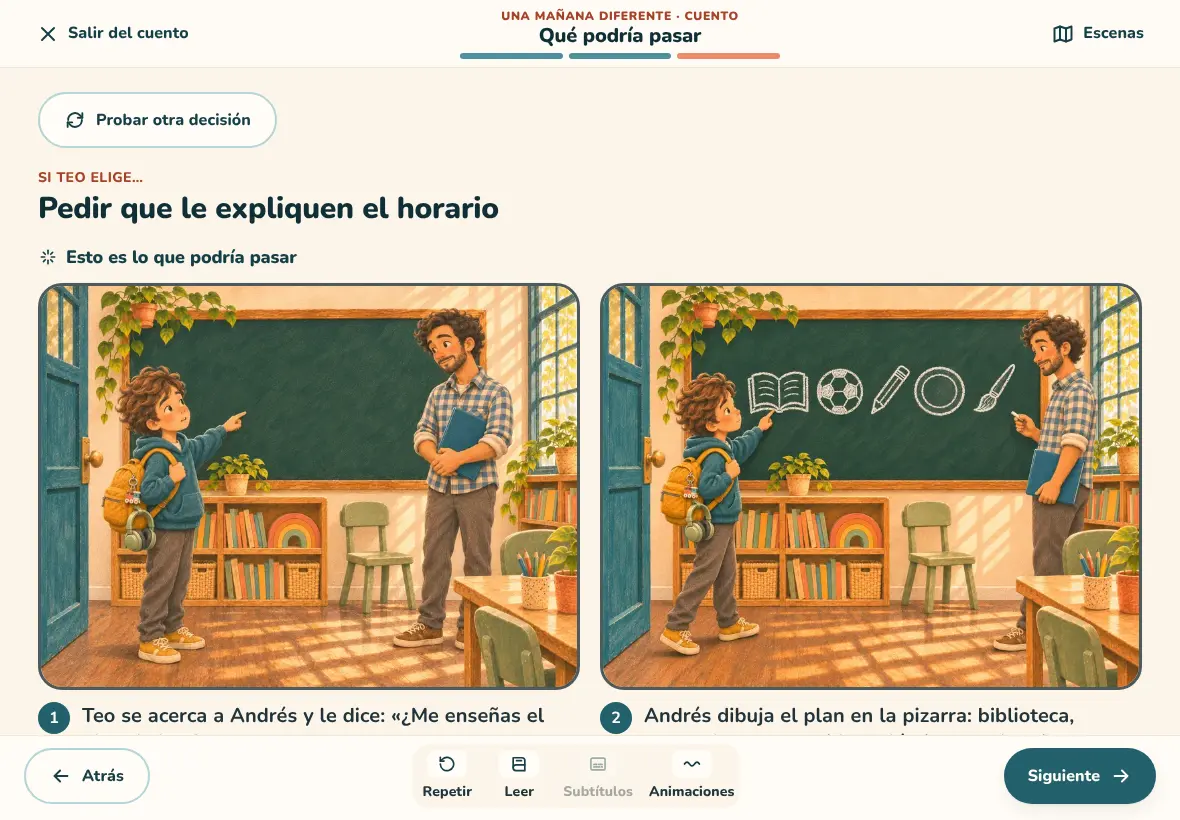 Salir del cuento
UNA MAÑANA DIFERENTE · CUENTO
Qué podría pasar
Escenas
Probar otra decisión
SI TEO ELIGE...
Pedir que le expliquen el horario
Esto es lo que podría pasar
1 Teo se acerca a Andrés y le dice: «¿Me enseñas el
2 Andrés dibuja el plan en la pizarra: biblioteca,
Atrás
Repetir
Leer
Subtítulos
Animaciones
Siguiente